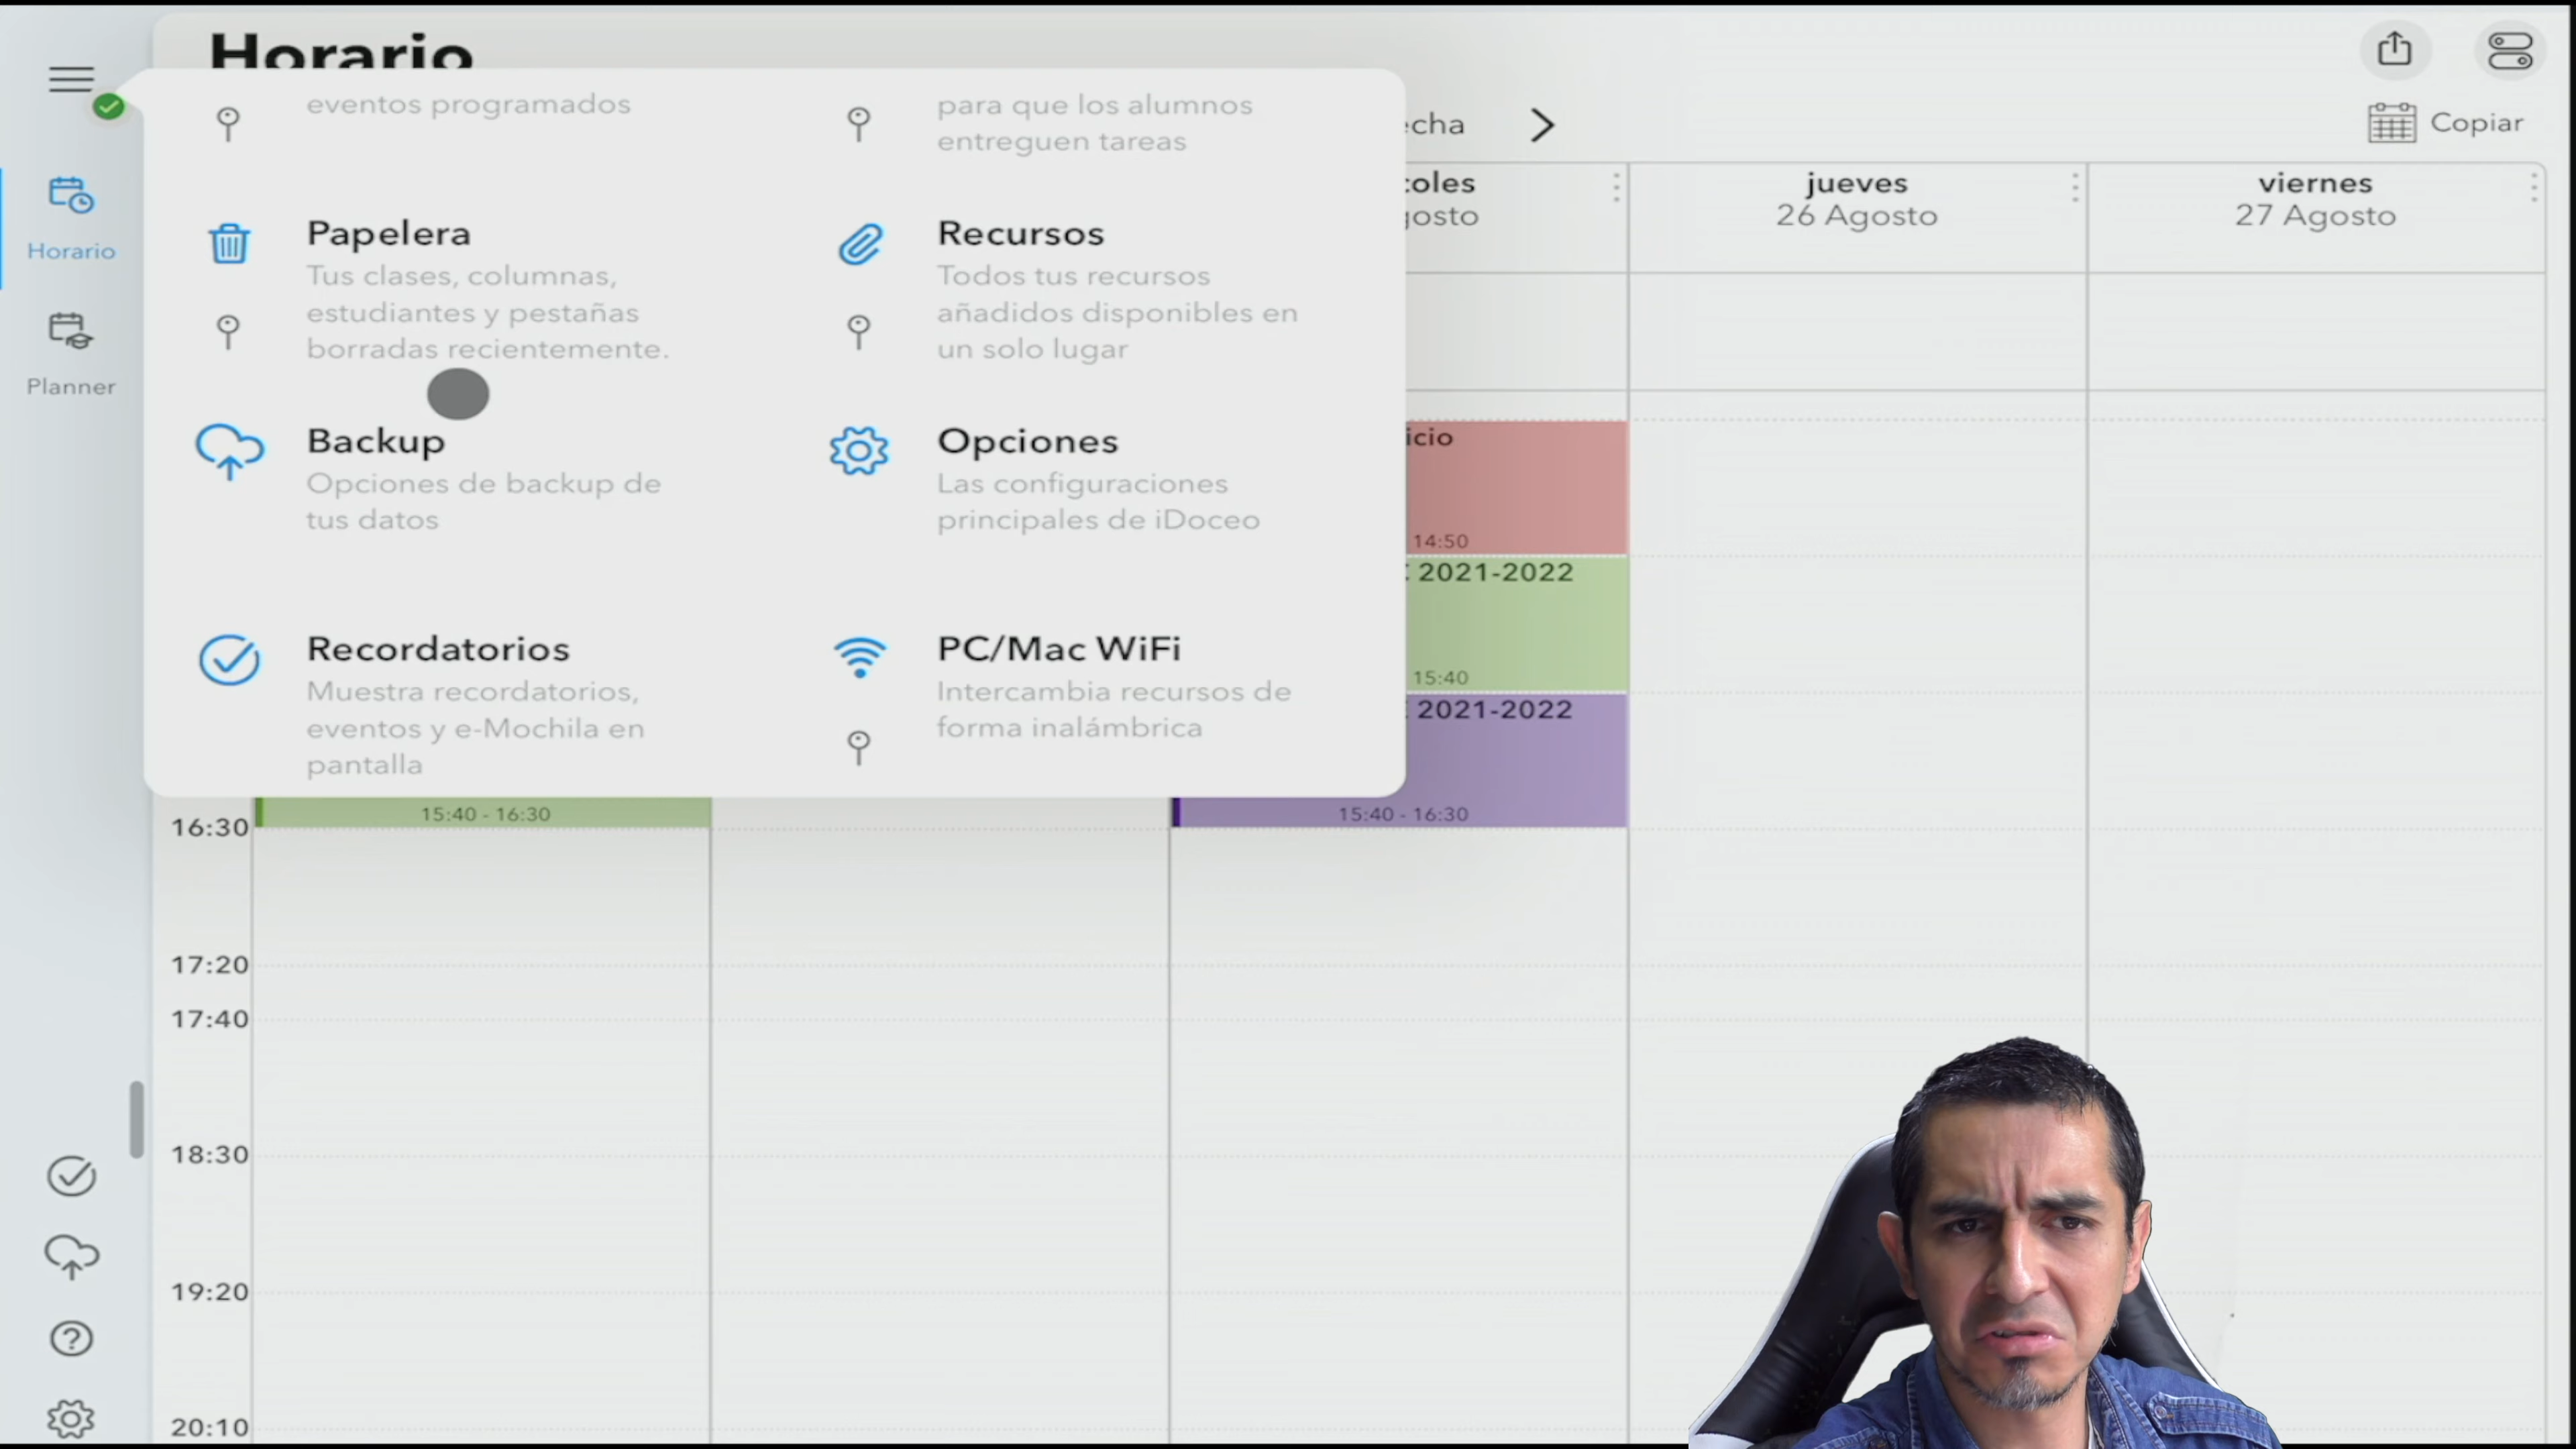 Horario
eventos programados
para que los alumnos
entreguen tareas
Papelera
Tus clases, columnas,
estudiantes y pestañas
borradas recientemente.
Recursos
Todos tus recursos
añadidos disponibles en
un solo lugar
Backup
Opciones de backup de
tus datos
Opciones
Las configuraciones
principales de iDoceo
Recordatorios
Muestra recordatorios,
eventos y e-Mochila en
pantalla
PC/Mac WiFi
Intercambia recursos de
forma inalámbrica
Horario
Planner
echa
Copiar
coles
gosto
jueves
26 Agosto
viernes
27 Agosto
icio
14:50
2021-2022
15:40
2021-2022
15:40 - 16:30
15:40 - 16:30
16:30
17:20
17:40
18:30
19:20
20:10